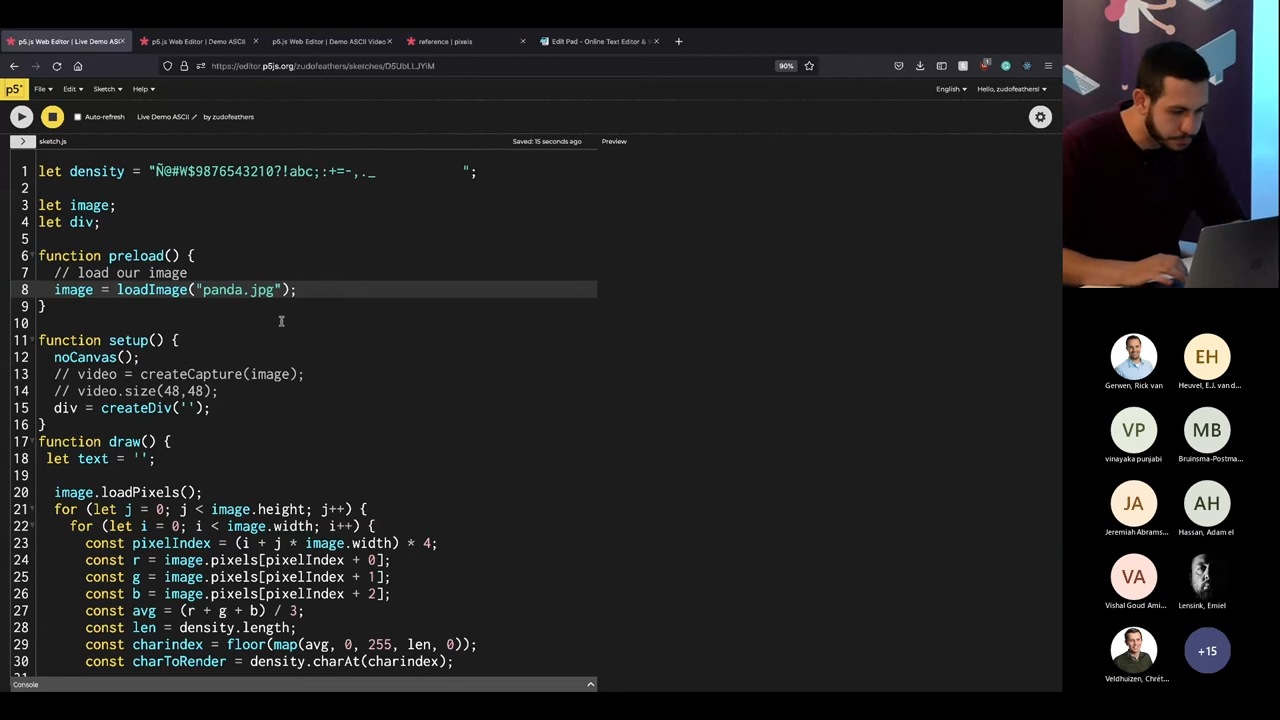 p5.js Web Editor | Live Demo ASCI
p5.js Web Editor | Demo ASCII
p5.js Web Editor | Demo ASCII Video
reference | pixels
Edit Pad - Online Text Editor &
https://editor.p5js.org/zudofeathers/sketches/D5UbLLJYiM
90%
p5* File Edit Sketch Help English Hello, zudofeathers!
Auto-refresh Live Demo ASCII by zudofeathers
sketch.js Saved: 15 seconds ago Preview
1 let density = "Ñ@#W$9876543210?!abc;:+=-,._          ";
2
3 let image;
4 let div;
5
6 function preload() {
7 // load our image
8 image = loadImage("panda.jpg");
9 }
10
11 function setup() {
12 noCanvas();
13 // video = createCapture(image);
14 // video.size(48,48);
15 div = createDiv('');
16 }
17 function draw() {
18 let text = '';
19
20 image.loadPixels();
21 for (let j = 0; j < image.height; j++) {
22 for (let i = 0; i < image.width; i++) {
23 const pixelIndex = (i + j * image.width) * 4;
24 const r = image.pixels[pixelIndex + 0];
25 const g = image.pixels[pixelIndex + 1];
26 const b = image.pixels[pixelIndex + 2];
27 const avg = (r + g + b) / 3;
28 const len = density.length;
29 const charindex = floor(map(avg, 0, 255, len, 0));
30 const charToRender = density.charAt(charindex);
Console
Gerwen, Rick van
EH
Heuvel, E.J. van d...
VP
vinayaka punjabi
MB
Bruinsma-Postma...
JA
Jeremiah Abrams...
AH
Hassan, Adam el
VA
Vishal Goud Ami...
Lensink, Emiel
Veldhuizen, Chrét...
+15